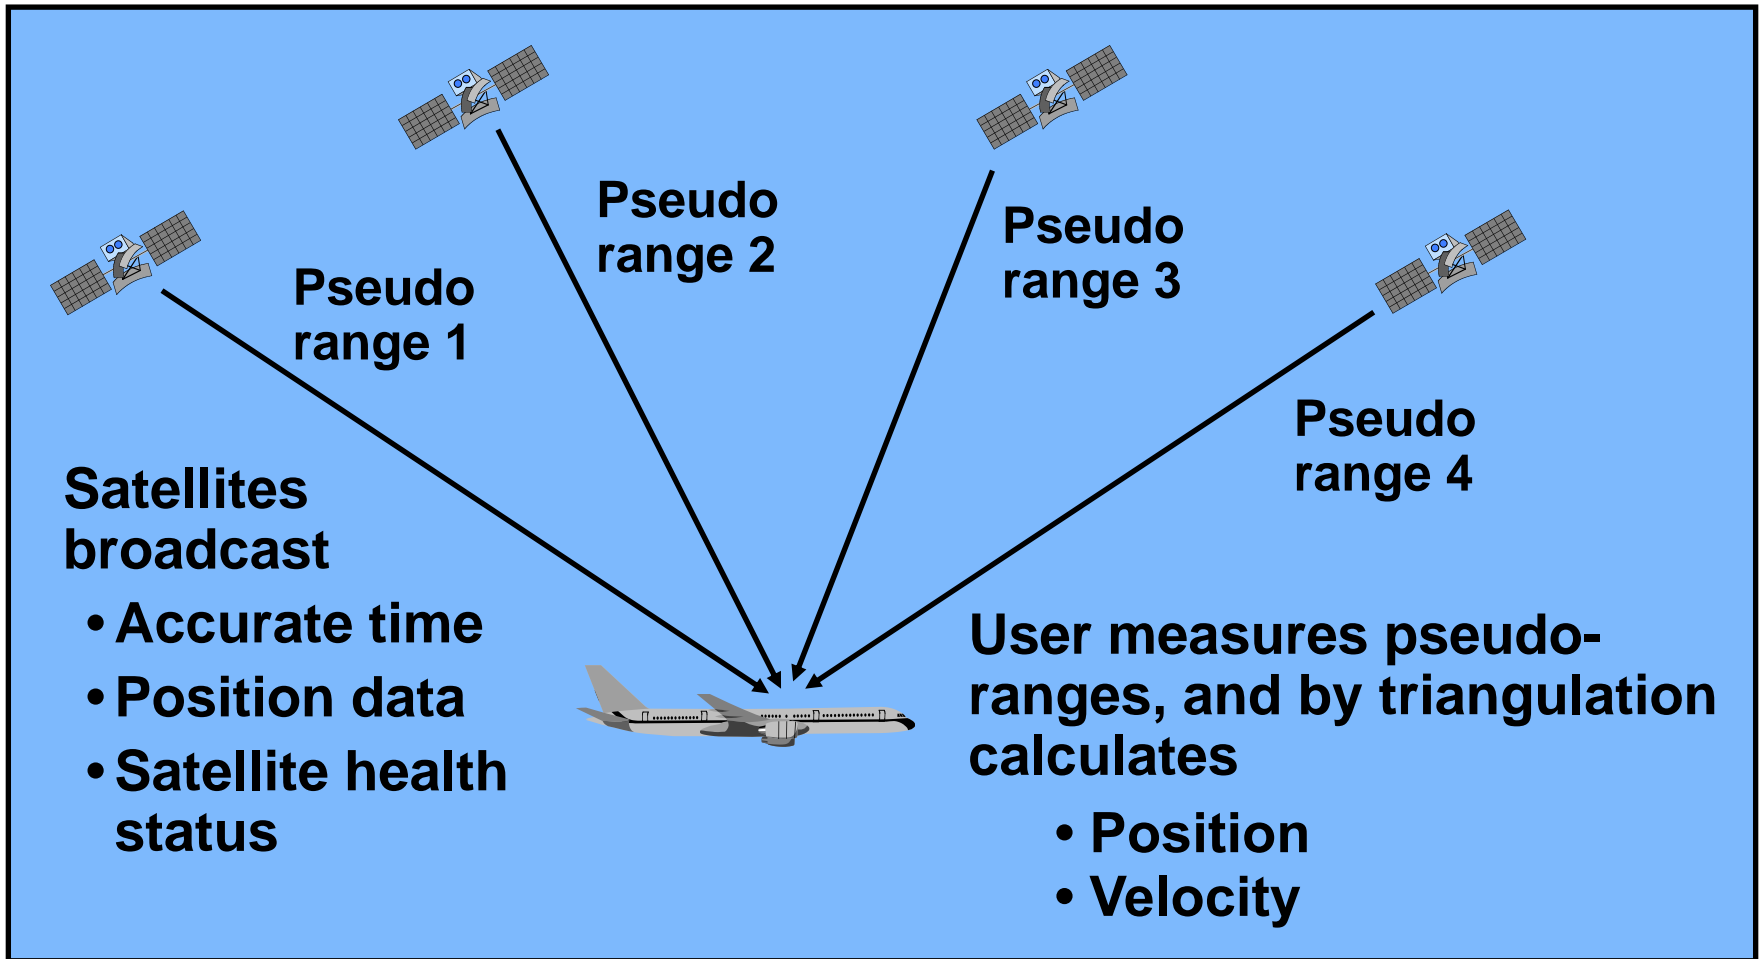 Pseudo
range 1
Pseudo
range 2
Pseudo
range 3
Pseudo
range 4
Satellites
broadcast
• Accurate time
• Position data
• Satellite health
status
User measures pseudo-
ranges, and by triangulation
calculates
• Position
• Velocity